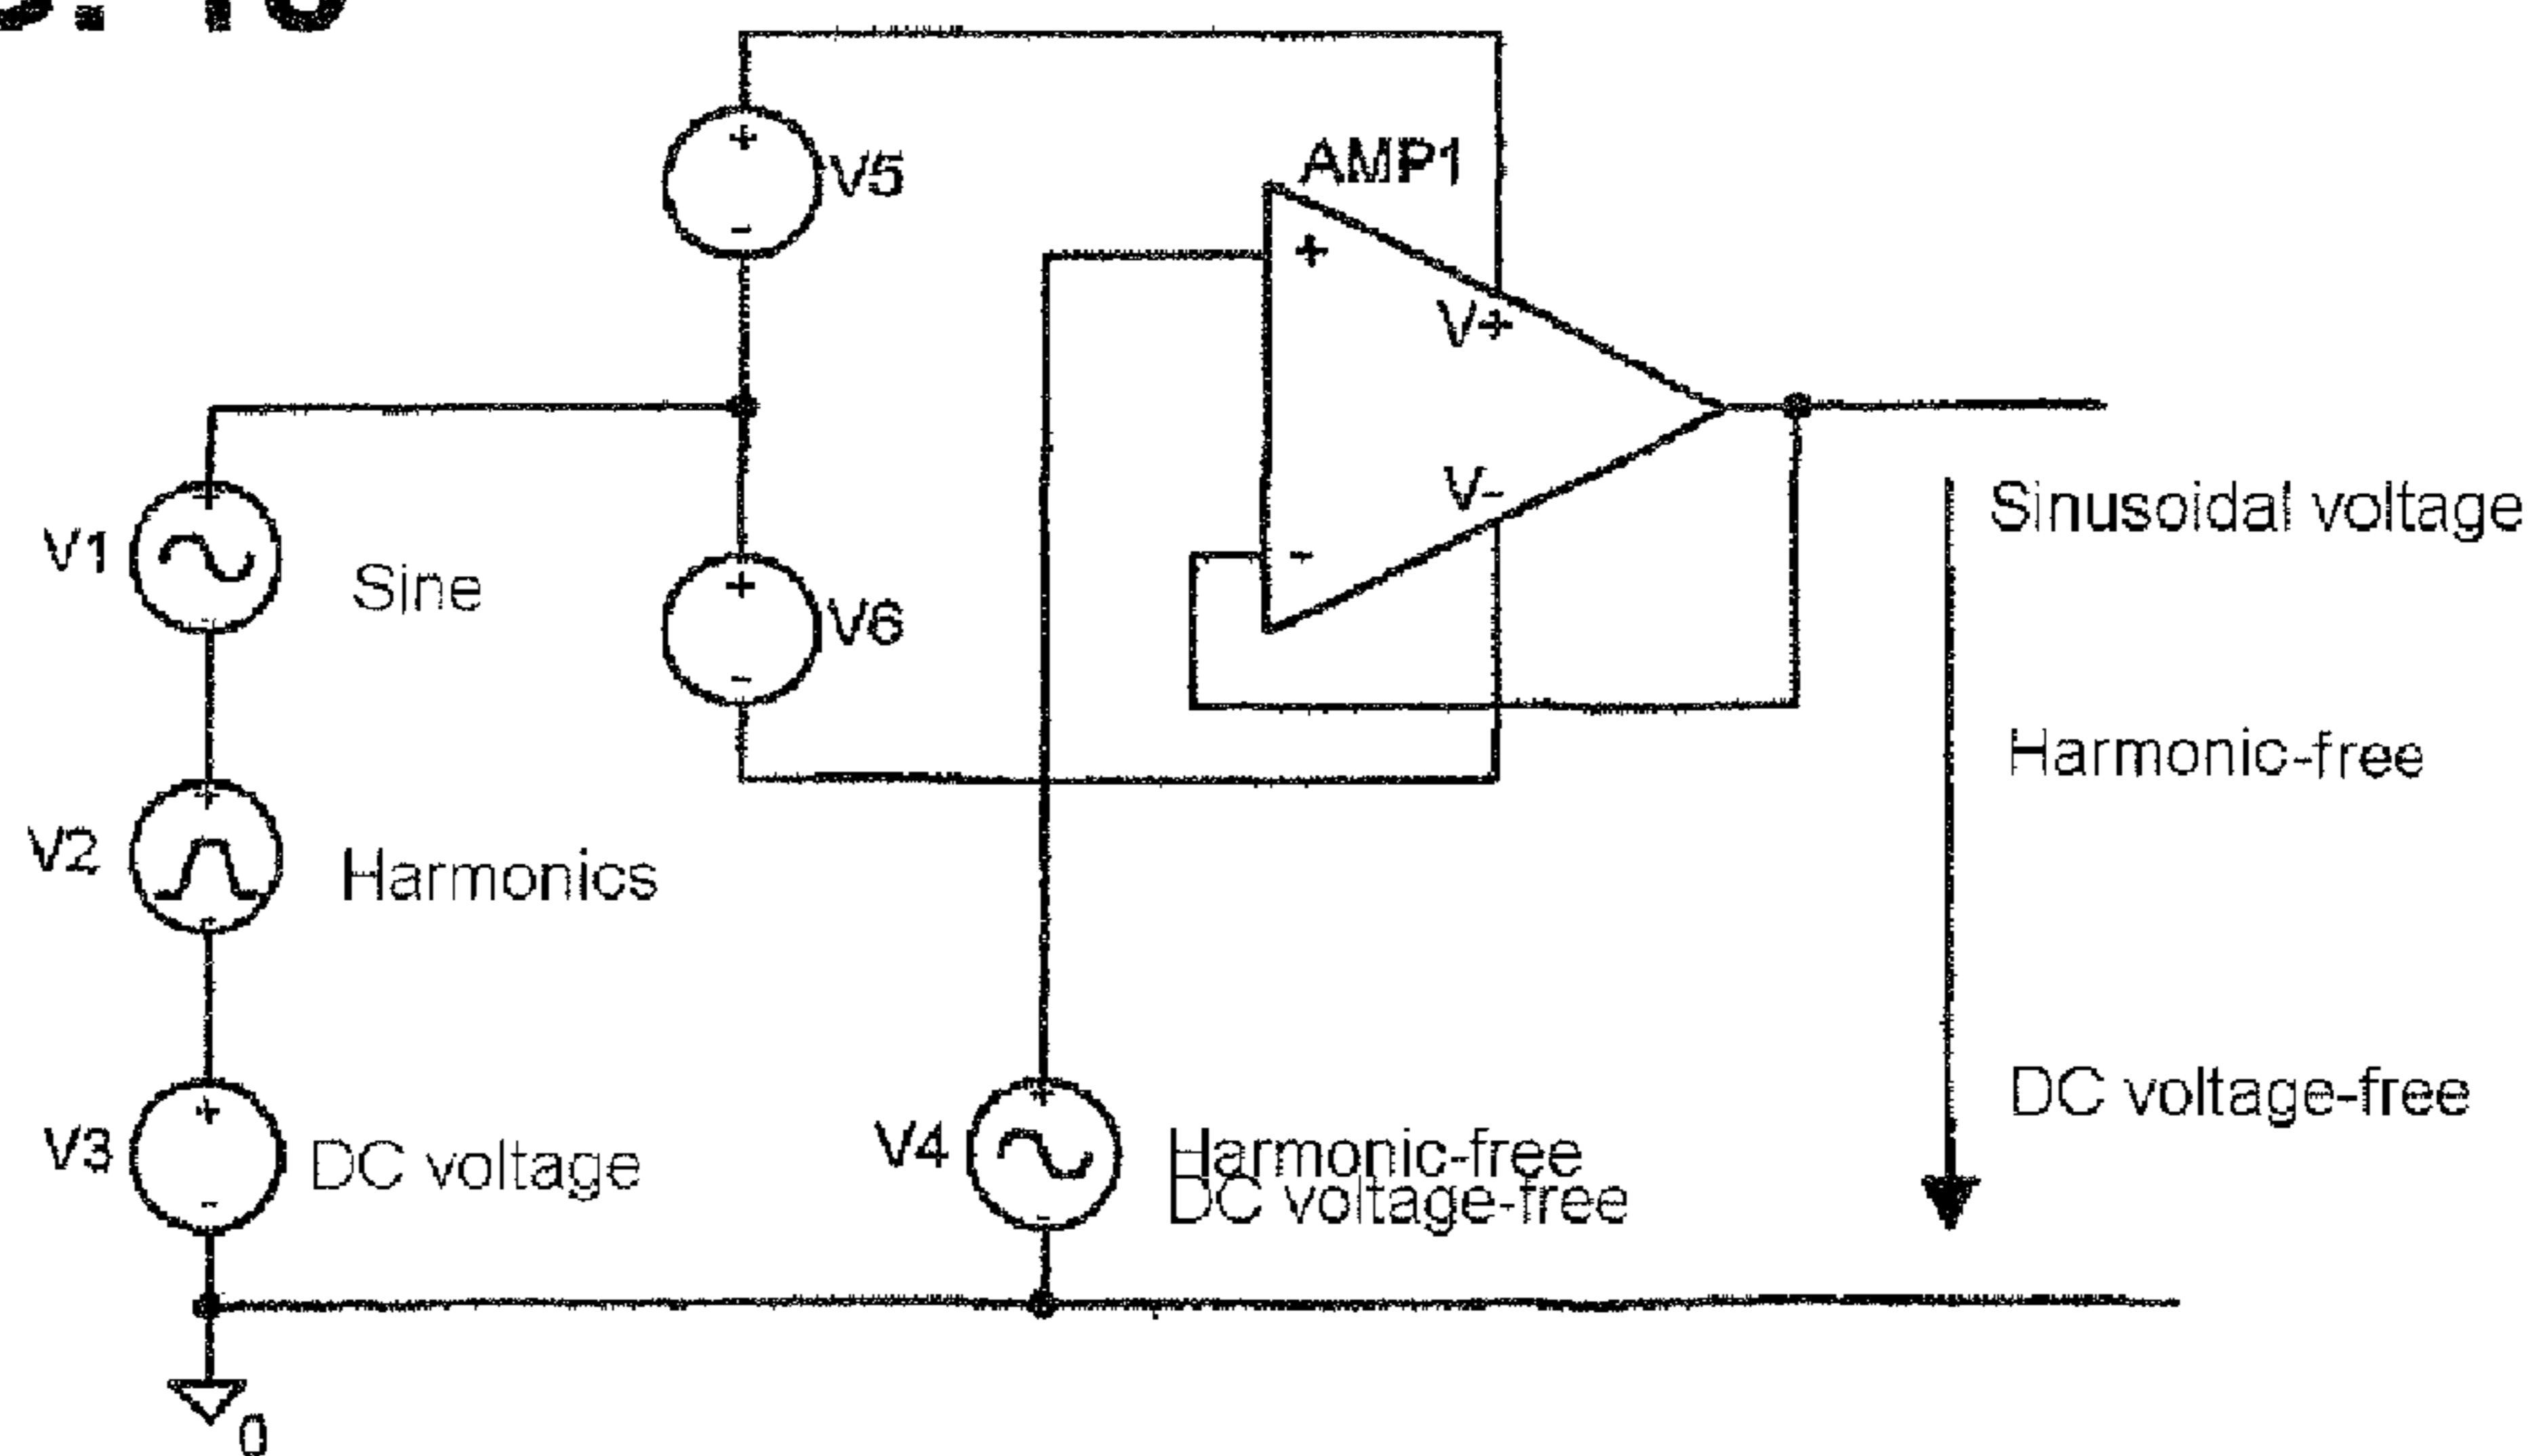 V5
AMP1
+
V+
V1
Sine
V6
V-
-
Sinusoidal voltage
V2
Harmonics
Harmonic-free
V3
DC voltage
V4
Harmonic-free
DC voltage-free
DC voltage-free
0